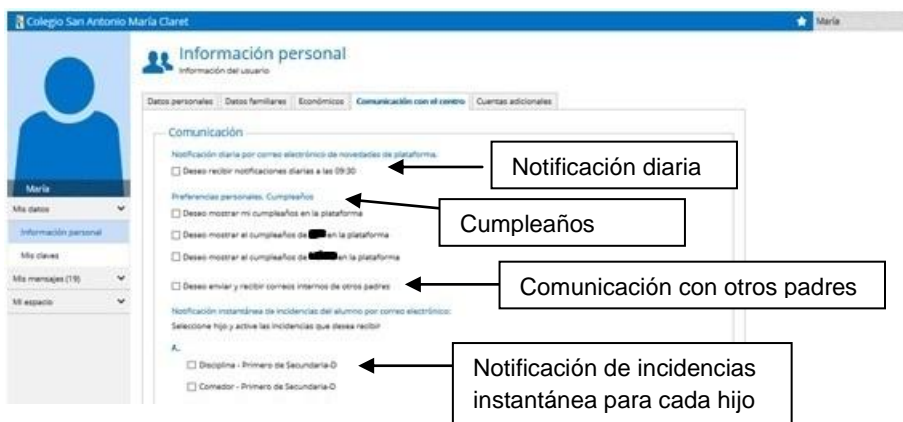 Colegio San Antonio María Claret
María
Información personal
Información del usuario
Datos personales Datos familiares Económicos Comunicación con el centro Cuentas adicionales
Comunicación
Notificación diaria por correo electrónico de novedades de plataforma.
Deseo recibir notificaciones diarias a las 09:30
Notificación diaria
María
Preferencias personales. Cumpleaños
Mis datos
Deseo mostrar mi cumpleaños en la plataforma
Cumpleaños
Información personal
Deseo mostrar el cumpleaños de en la plataforma
Mis claves
Deseo mostrar el cumpleaños de en la plataforma
Mis mensajes (19)
Deseo enviar y recibir correos internos de otros padres
Comunicación con otros padres
Mi espacio
Notificación instantánea de incidencias del alumno por correo electrónico:
Seleccione hijo y active las incidencias que desea recibir
A.
Disciplina - Primero de Secundaria-D
Comedor - Primero de Secundaria-D
Notificación de incidencias
instantánea para cada hijo